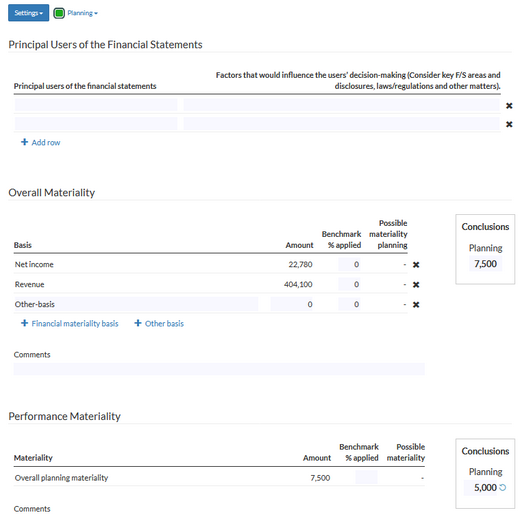 Settings Planning
Principal Users of the Financial Statements
Factors that would influence the users' decision-making (Consider key F/S areas and
Principal users of the financial statements disclosures, laws/regulations and other matters).
+ Add row
Overall Materiality
Conclusions
Planning
7,500
Possible
Benchmark materiality
Basis Amount % applied planning
Net income 22,780 0 -
Revenue 404,100 0 -
Other-basis 0 0 -
+ Financial materiality basis + Other basis
Comments
Performance Materiality
Conclusions
Planning
5,000
Benchmark Possible
Materiality Amount % applied materiality
Overall planning materiality 7,500 -
Comments